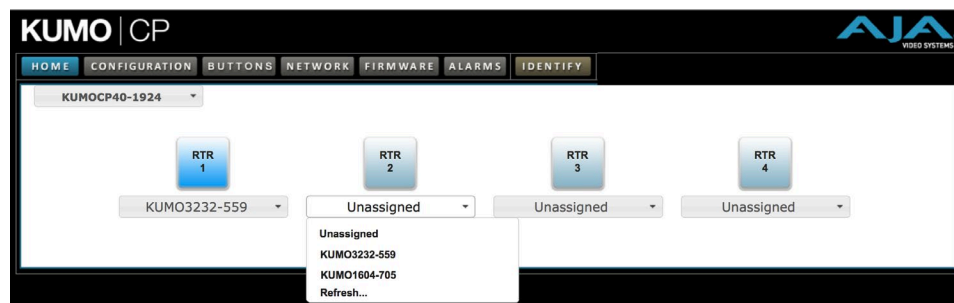 KUMO | CP
AJA
VIDEO SYSTEMS
HOME CONFIGURATION BUTTONS NETWORK FIRMWARE ALARMS IDENTIFY
KUMOCP40-1924
RTR 1
RTR 2
RTR 3
RTR 4
KUMO3232-559 Unassigned Unassigned Unassigned
Unassigned
KUMO3232-559
KUMO1604-705
Refresh...